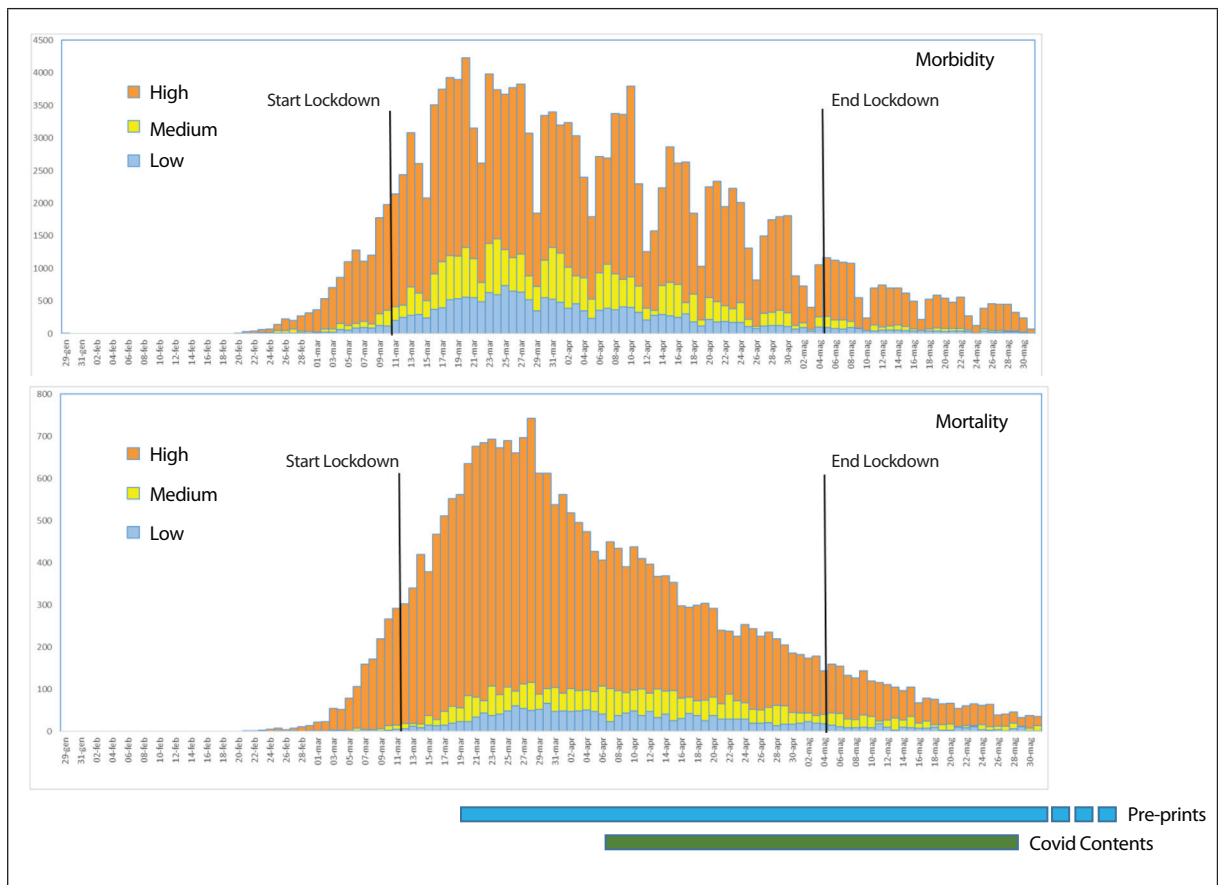 Morbidity
4500
4000
3500
3000
2500
2000
1500
1000
500
0
High
Medium
Low
Start Lockdown
End Lockdown
29-gen 31-gen 02-feb 04-feb 06-feb 08-feb 10-feb 12-feb 14-feb 16-feb 18-feb 20-feb 22-feb 24-feb 26-feb 28-feb 01-mar 03-mar 05-mar 07-mar 09-mar 11-mar 13-mar 15-mar 17-mar 19-mar 21-mar 23-mar 25-mar 27-mar 29-mar 31-mar 02-apr 04-apr 06-apr 08-apr 10-apr 12-apr 14-apr 16-apr 18-apr 20-apr 22-apr 24-apr 26-apr 28-apr 30-apr 02-mag 04-mag 06-mag 08-mag 10-mag 12-mag 14-mag 16-mag 18-mag 20-mag 22-mag 24-mag 26-mag 28-mag 30-mag
Mortality
800
700
600
500
400
300
200
100
0
High
Medium
Low
Start Lockdown
End Lockdown
29-gen 31-gen 02-feb 04-feb 06-feb 08-feb 10-feb 12-feb 14-feb 16-feb 18-feb 20-feb 22-feb 24-feb 26-feb 28-feb 01-mar 03-mar 05-mar 07-mar 09-mar 11-mar 13-mar 15-mar 17-mar 19-mar 21-mar 23-mar 25-mar 27-mar 29-mar 31-mar 02-apr 04-apr 06-apr 08-apr 10-apr 12-apr 14-apr 16-apr 18-apr 20-apr 22-apr 24-apr 26-apr 28-apr 30-apr 02-mag 04-mag 06-mag 08-mag 10-mag 12-mag 14-mag 16-mag 18-mag 20-mag 22-mag 24-mag 26-mag 28-mag 30-mag
Pre-prints
Covid Contents